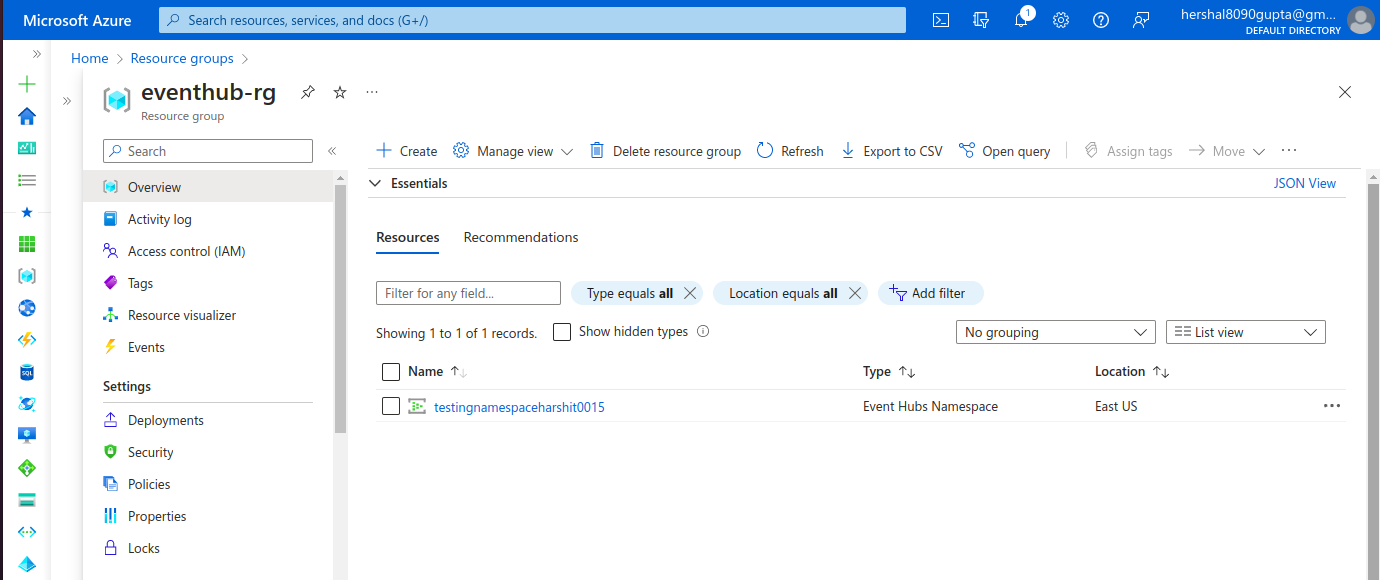 Microsoft Azure
Search resources, services, and docs (G+/)
1
hershal8090gupta@gm...
DEFAULT DIRECTORY
Home > Resource groups >
eventhub-rg
Resource group
Search
Overview
Activity log
Access control (IAM)
Tags
Resource visualizer
Events
Settings
Deployments
Security
Policies
Properties
Locks
Create Manage view Delete resource group Refresh Export to CSV Open query Assign tags Move
Essentials JSON View
Resources Recommendations
Filter for any field... Type equals all Location equals all Add filter
Showing 1 to 1 of 1 records. Show hidden types No grouping List view
Name Type Location
testingnamespaceharshit0015 Event Hubs Namespace East US
SQL